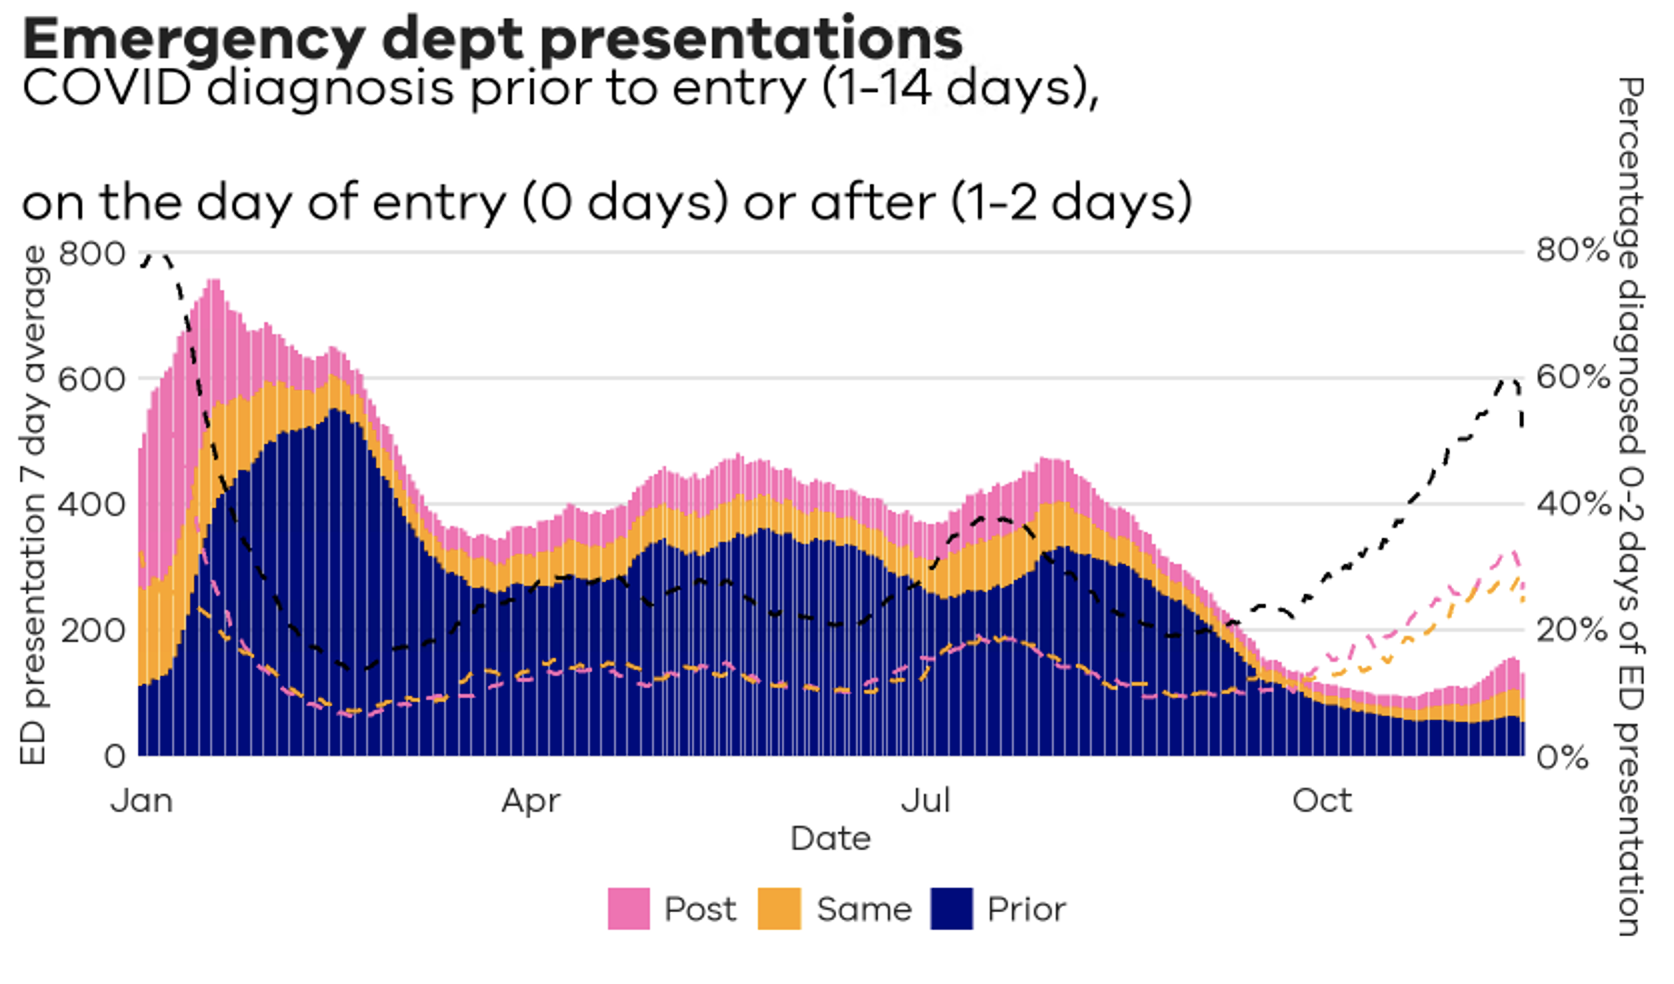 Emergency dept presentations
COVID diagnosis prior to entry (1-14 days),
on the day of entry (0 days) or after (1-2 days)
ED presentation 7 day average
800
600
400
200
0
80%
60%
40%
20%
0%
Percentage diagnosed 0-2 days of ED presentation
Jan
Apr
Jul
Oct
Date
Post
Same
Prior